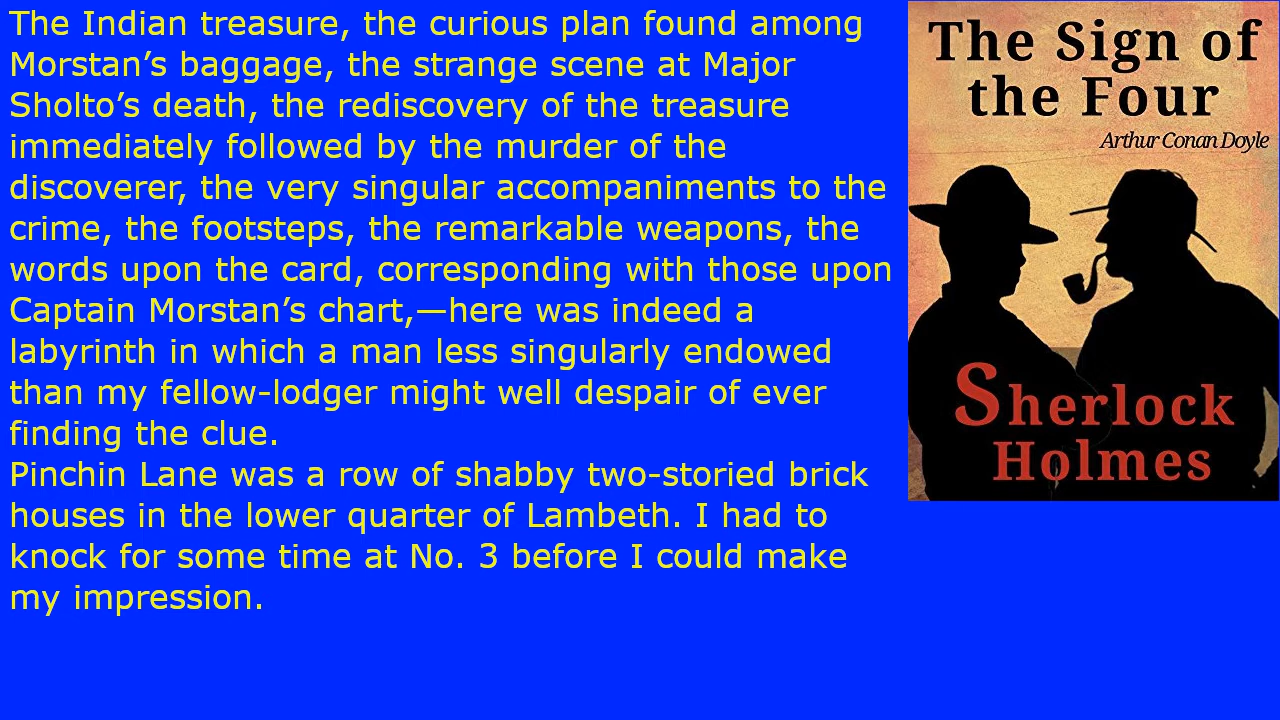 The Indian treasure, the curious plan found among
Morstan’s baggage, the strange scene at Major
Sholto’s death, the rediscovery of the treasure
immediately followed by the murder of the
discoverer, the very singular accompaniments to the
crime, the footsteps, the remarkable weapons, the
words upon the card, corresponding with those upon
Captain Morstan’s chart,—here was indeed a
labyrinth in which a man less singularly endowed
than my fellow-lodger might well despair of ever
finding the clue.
Pinchin Lane was a row of shabby two-storied brick
houses in the lower quarter of Lambeth. I had to
knock for some time at No. 3 before I could make
my impression.
The Sign of
the Four
Arthur Conan Doyle
Sherlock
Holmes